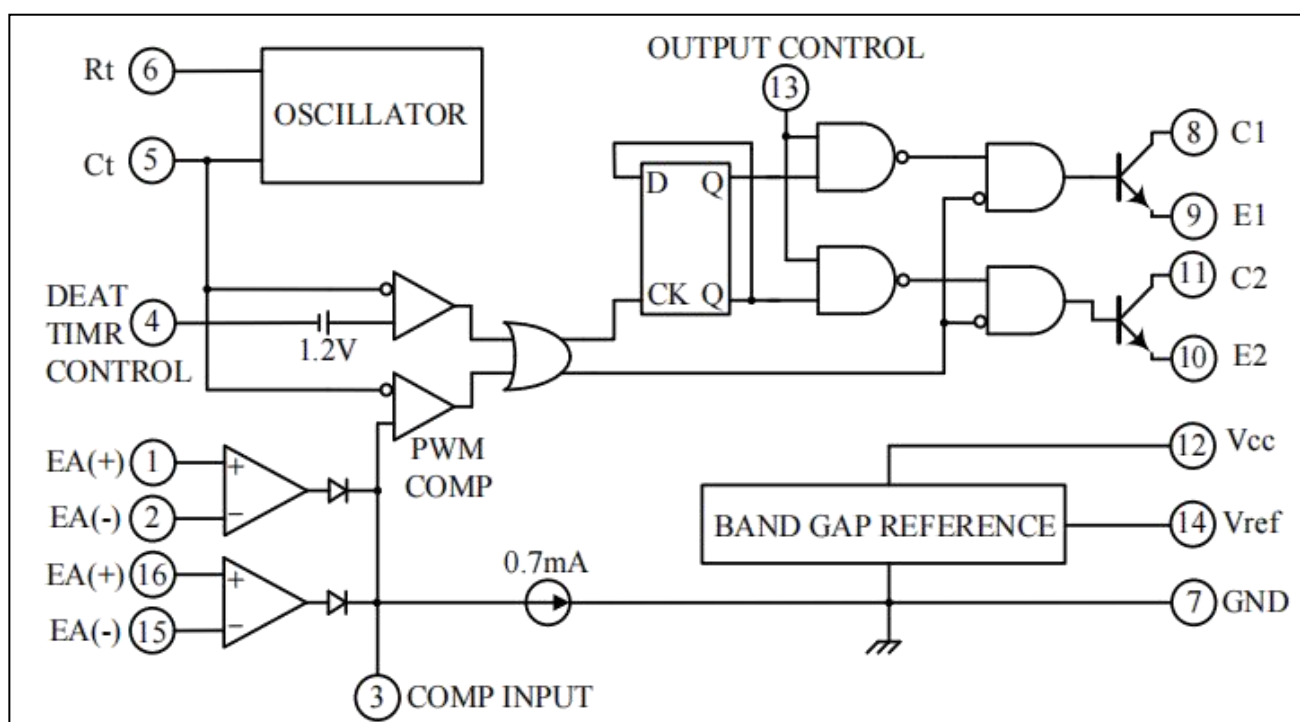 OUTPUT CONTROL
13
Rt 6
OSCILLATOR
Ct 5
8 C1
D Q
9 E1
CK Q
11 C2
DEAT
TIMR
CONTROL
4
1.2V
10 E2
PWM
COMP
EA(+) 1
+
EA(-) 2
−
12 Vcc
BAND GAP REFERENCE
14 Vref
EA(+) 16
+
EA(-) 15
−
0.7mA
7 GND
3 COMP INPUT